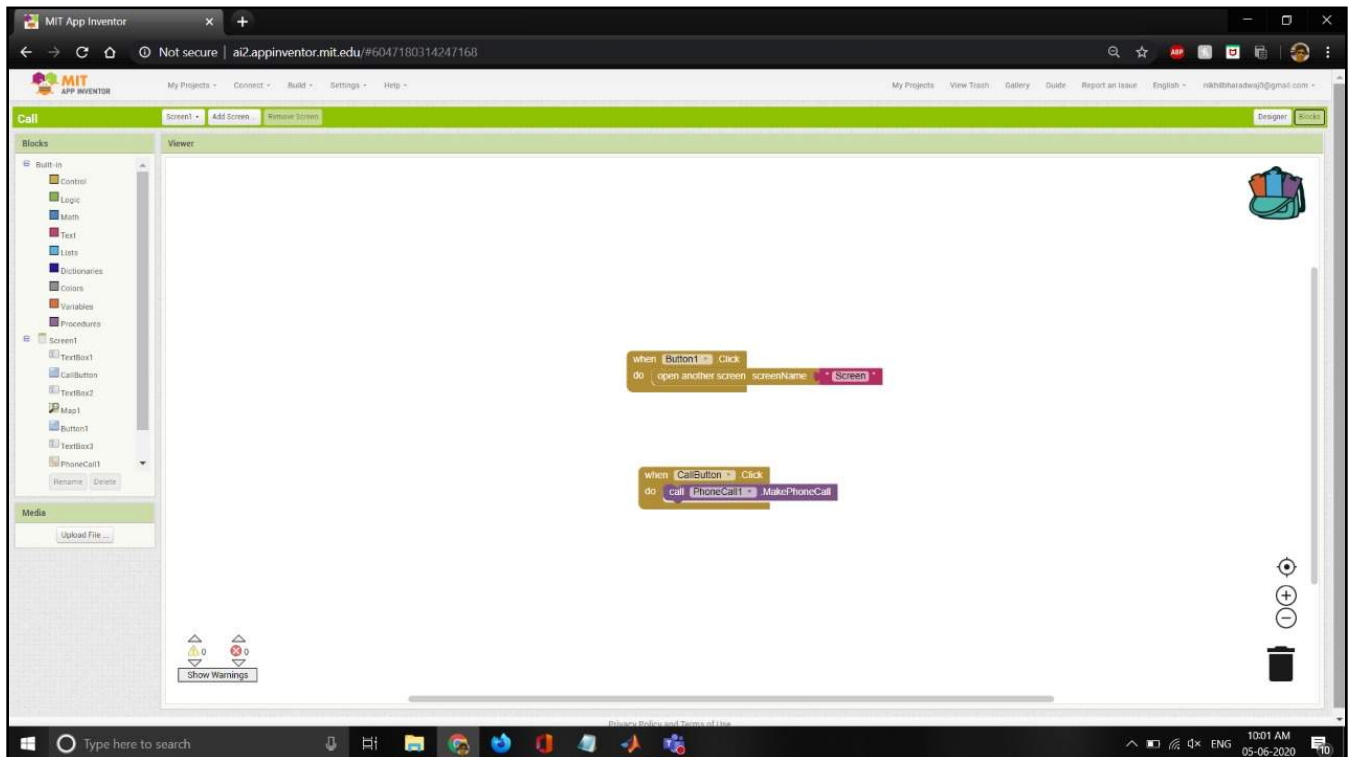 MIT App Inventor
Not secure | ai2.appinventor.mit.edu/#6047180314247168
ABP
MIT
APP INVENTOR
My Projects Connect Build Settings Help
My Projects View Trash Gallery Guide Report an Issue English nikhilbharadwaj0@gmail.com
Call
Screen1 Add Screen ... Remove Screen
Designer Blocks
Blocks
Viewer
Built-in
Control
Logic
Math
Text
Lists
Dictionaries
Colors
Variables
Procedures
Screen1
TextBox1
CallButton
TextBox2
Map1
Button1
TextBox3
PhoneCall1
Rename Delete
Media
Upload File ...
when Button1 .Click
do open another screen screenName " Screen "
when CallButton .Click
do call PhoneCall1 .MakePhoneCall
0 0
Show Warnings
Privacy Policy and Terms of Use
Type here to search
ENG
10:01 AM
05-06-2020
10